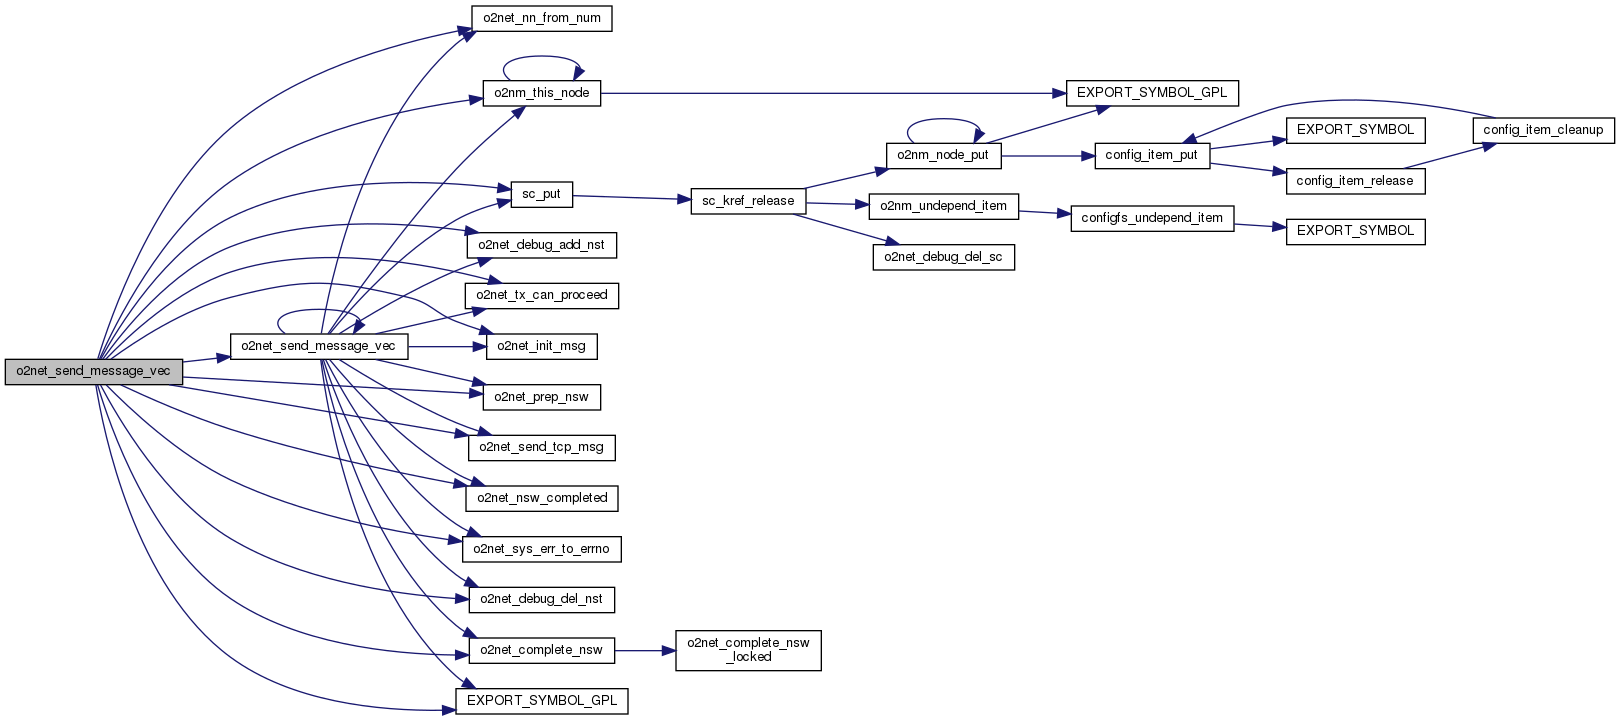 o2net_nn_from_num
o2nm_this_node
EXPORT_SYMBOL_GPL
EXPORT_SYMBOL
config_item_cleanup
o2nm_node_put
config_item_put
config_item_release
sc_put
sc_kref_release
o2nm_undepend_item
configfs_undepend_item
EXPORT_SYMBOL
o2net_debug_add_nst
o2net_debug_del_sc
o2net_tx_can_proceed
o2net_send_message_vec
o2net_init_msg
o2net_send_message_vec
o2net_prep_nsw
o2net_send_tcp_msg
o2net_nsw_completed
o2net_sys_err_to_errno
o2net_debug_del_nst
o2net_complete_nsw
o2net_complete_nsw
_locked
EXPORT_SYMBOL_GPL